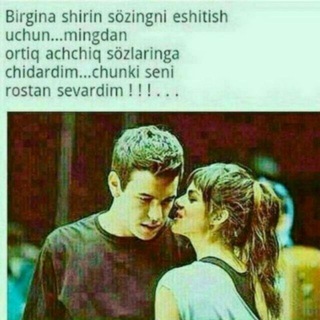 Birgina shirin sözingni eshitish
uchun...mingdan
ortiq achchiq sözlaringa
chidardim...chunki seni
rostan sevardim ! ! ! . . .